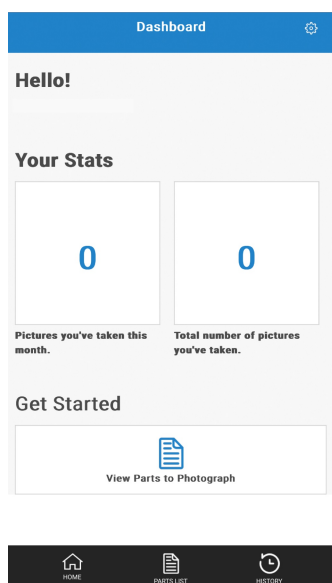 Dashboard
Hello!
Your Stats
0
0
Pictures you've taken this
month.
Total number of pictures
you've taken.
Get Started
View Parts to Photograph
HOME
PARTS LIST
HISTORY